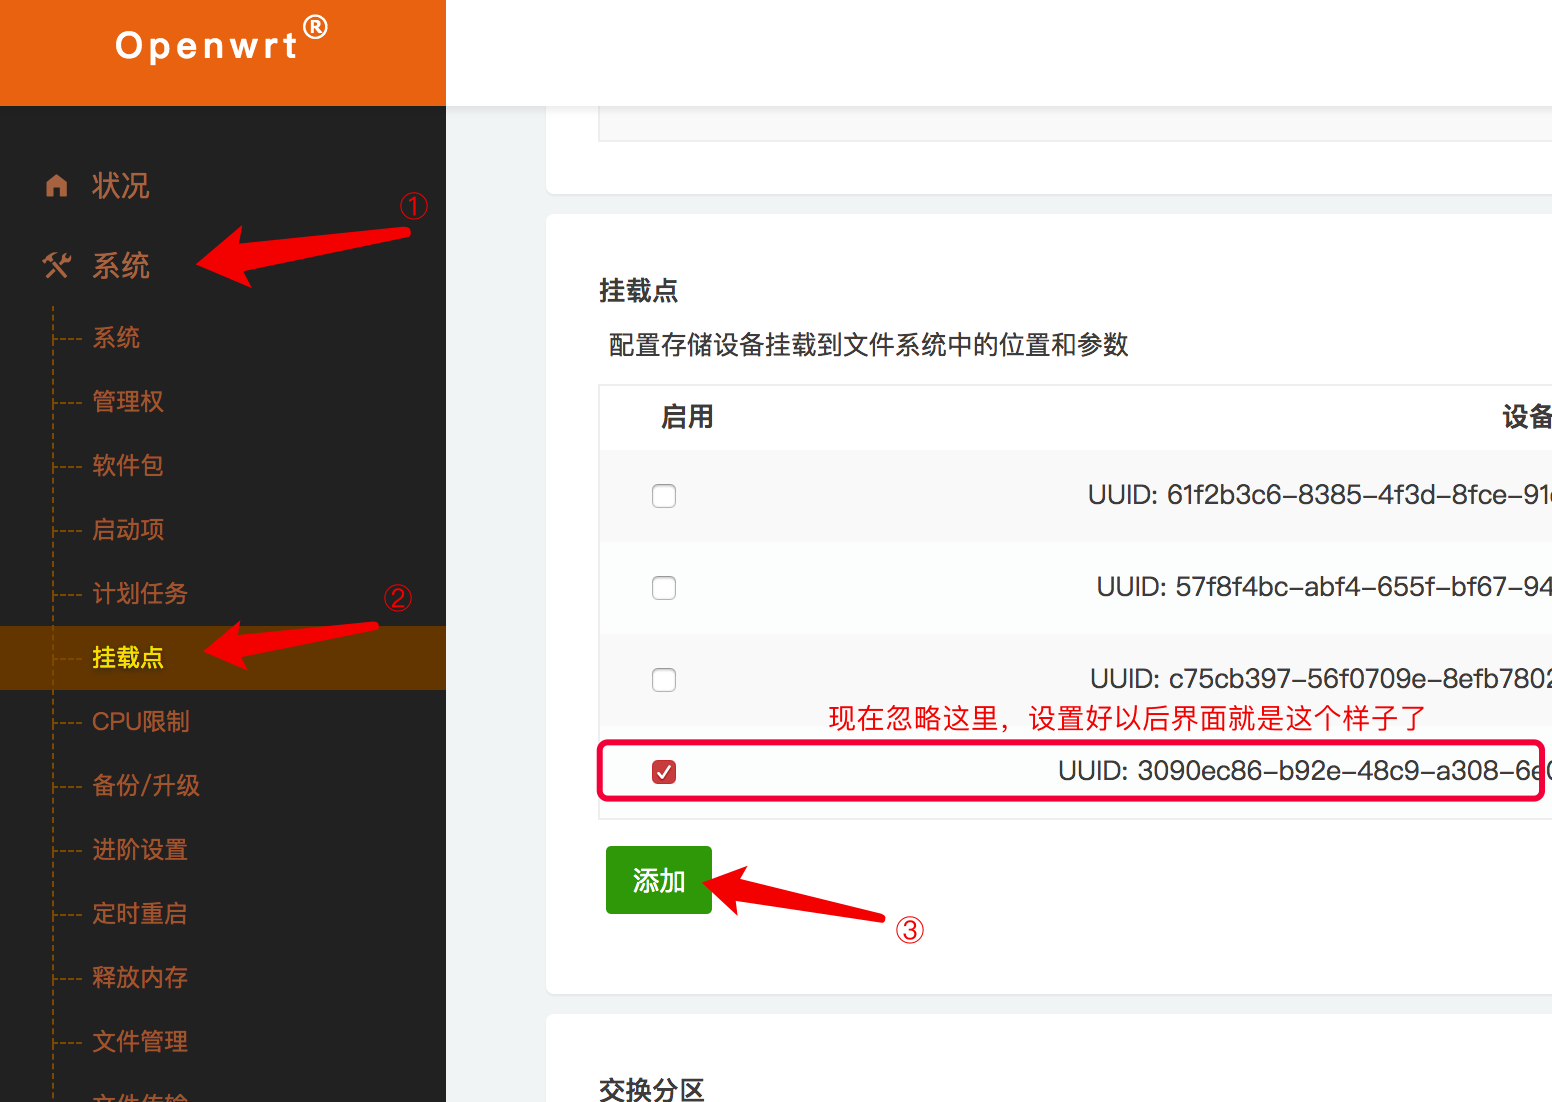 Openwrt®
状况
①
系统
系统
管理权
软件包
启动项
计划任务
②
挂载点
CPU限制
备份/升级
进阶设置
定时重启
释放内存
文件管理
文件传输
挂载点
配置存储设备挂载到文件系统中的位置和参数
启用
设备
UUID: 61f2b3c6-8385-4f3d-8fce-91
UUID: 57f8f4bc-abf4-655f-bf67-94
UUID: c75cb397-56f0709e-8efb7802
现在忽略这里，设置好以后界面就是这个样子了
UUID: 3090ec86-b92e-48c9-a308-6e0
添加
③
交换分区